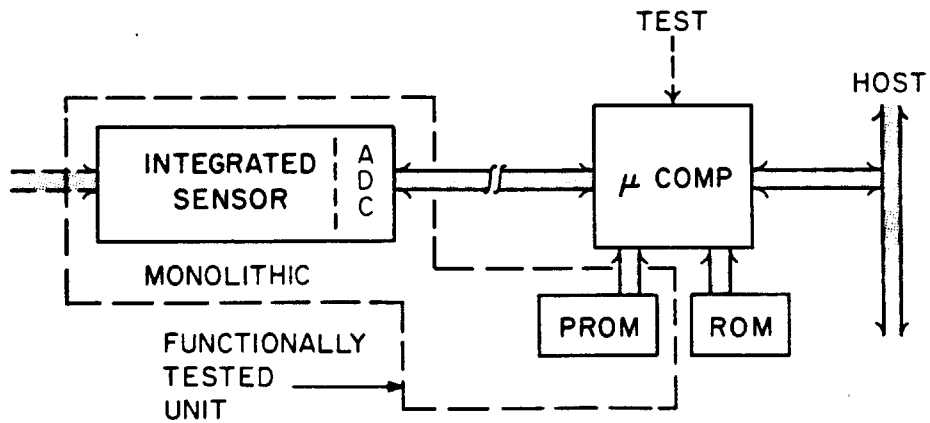 TEST
HOST
INTEGRATED
SENSOR
A
D
C
μ COMP
MONOLITHIC
PROM
ROM
FUNCTIONALLY
TESTED
UNIT